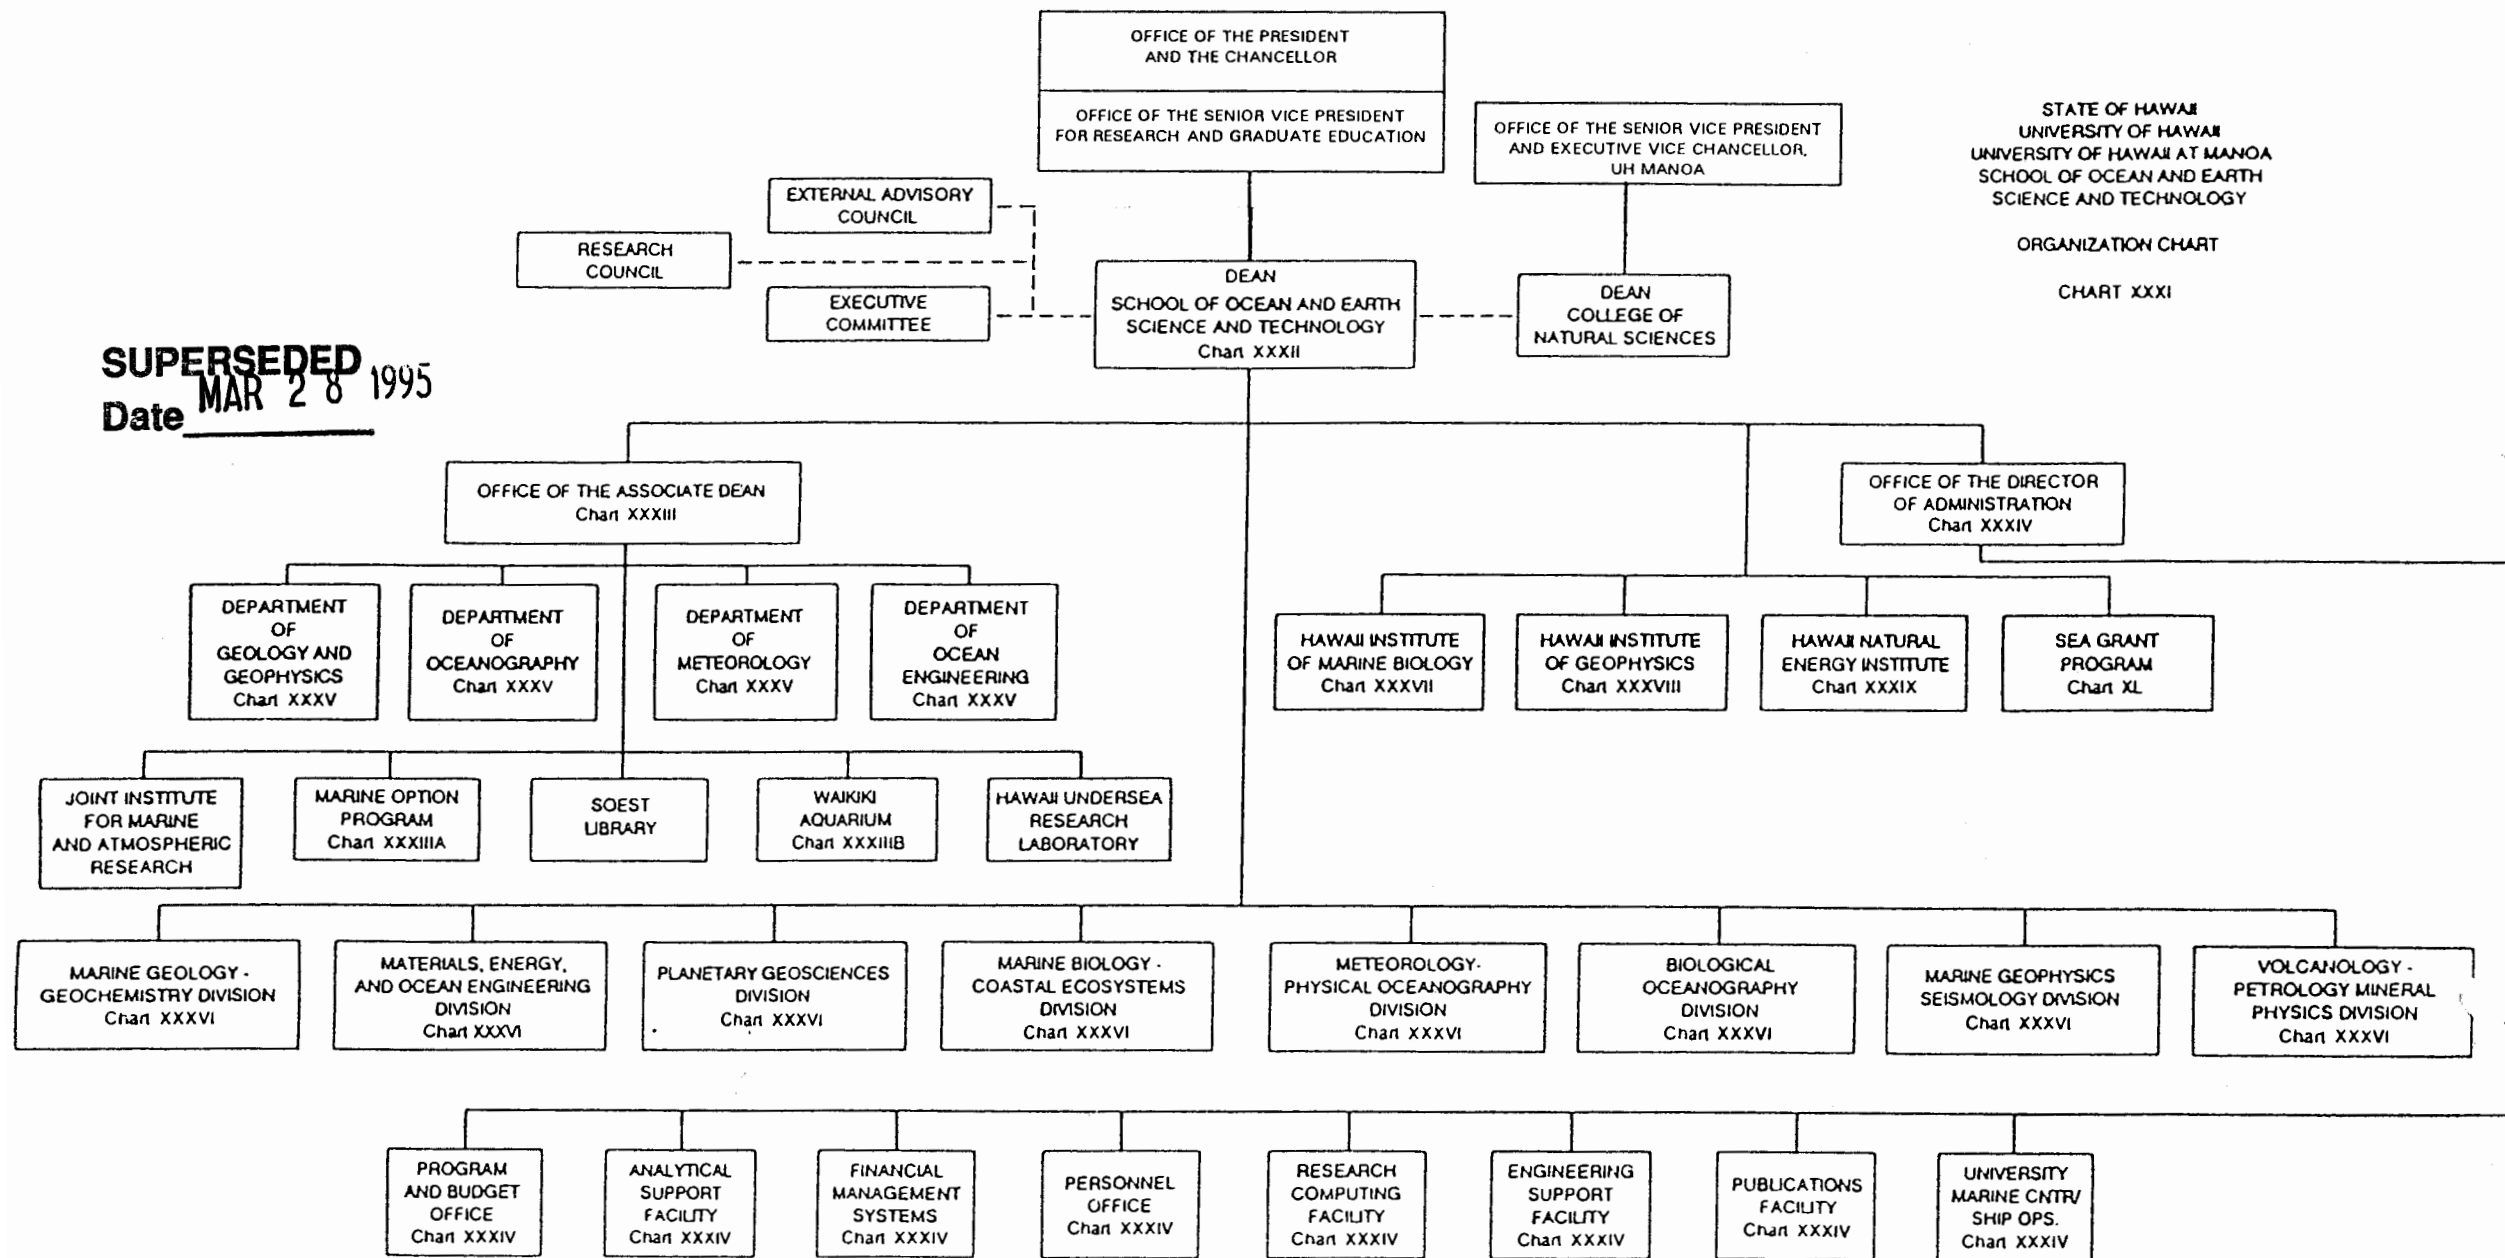 OFFICE OF THE PRESIDENT
AND THE CHANCELLOR
OFFICE OF THE SENIOR VICE PRESIDENT
FOR RESEARCH AND GRADUATE EDUCATION
OFFICE OF THE SENIOR VICE PRESIDENT
AND EXECUTIVE VICE CHANCELLOR,
UH MANOA
STATE OF HAWAII
UNIVERSITY OF HAWAII
UNIVERSITY OF HAWAII AT MANOA
SCHOOL OF OCEAN AND EARTH
SCIENCE AND TECHNOLOGY
ORGANIZATION CHART
CHART XXXI
EXTERNAL ADVISORY
COUNCIL
RESEARCH
COUNCIL
EXECUTIVE
COMMITTEE
DEAN
SCHOOL OF OCEAN AND EARTH
SCIENCE AND TECHNOLOGY
Chart XXXII
DEAN
COLLEGE OF
NATURAL SCIENCES
SUPERSEDED
Date MAR 28 1995
OFFICE OF THE ASSOCIATE DEAN
Chart XXXIII
OFFICE OF THE DIRECTOR
OF ADMINISTRATION
Chart XXXIV
DEPARTMENT
OF
GEOLOGY AND
GEOPHYSICS
Chart XXXV
DEPARTMENT
OF
OCEANOGRAPHY
Chart XXXV
DEPARTMENT
OF
METEOROLOGY
Chart XXXV
DEPARTMENT
OF
OCEAN
ENGINEERING
Chart XXXV
HAWAII INSTITUTE
OF MARINE BIOLOGY
Chart XXXVII
HAWAII INSTITUTE
OF GEOPHYSICS
Chart XXXVIII
HAWAII NATURAL
ENERGY INSTITUTE
Chart XXXIX
SEA GRANT
PROGRAM
Chart XL
JOINT INSTITUTE
FOR MARINE
AND ATMOSPHERIC
RESEARCH
MARINE OPTION
PROGRAM
Chart XXXIIIA
SOEST
LIBRARY
WAIKIKI
AQUARIUM
Chart XXXIIIB
HAWAII UNDERSEA
RESEARCH
LABORATORY
MARINE GEOLOGY -
GEOCHEMISTRY DIVISION
Chart XXXVI
MATERIALS, ENERGY,
AND OCEAN ENGINEERING
DIVISION
Chart XXXVI
PLANETARY GEOSCIENCES
DIVISION
Chart XXXVI
MARINE BIOLOGY -
COASTAL ECOSYSTEMS
DIVISION
Chart XXXVI
METEOROLOGY-
PHYSICAL OCEANOGRAPHY
DIVISION
Chart XXXVI
BIOLOGICAL
OCEANOGRAPHY
DIVISION
Chart XXXVI
MARINE GEOPHYSICS
SEISMOLOGY DIVISION
Chart XXXVI
VOLCANOLOGY -
PETROLOGY MINERAL
PHYSICS DIVISION
Chart XXXVI
PROGRAM
AND BUDGET
OFFICE
Chart XXXIV
ANALYTICAL
SUPPORT
FACILITY
Chart XXXIV
FINANCIAL
MANAGEMENT
SYSTEMS
Chart XXXIV
PERSONNEL
OFFICE
Chart XXXIV
RESEARCH
COMPUTING
FACILITY
Chart XXXIV
ENGINEERING
SUPPORT
FACILITY
Chart XXXIV
PUBLICATIONS
FACILITY
Chart XXXIV
UNIVERSITY
MARINE CNTR/
SHIP OPS.
Chart XXXIV